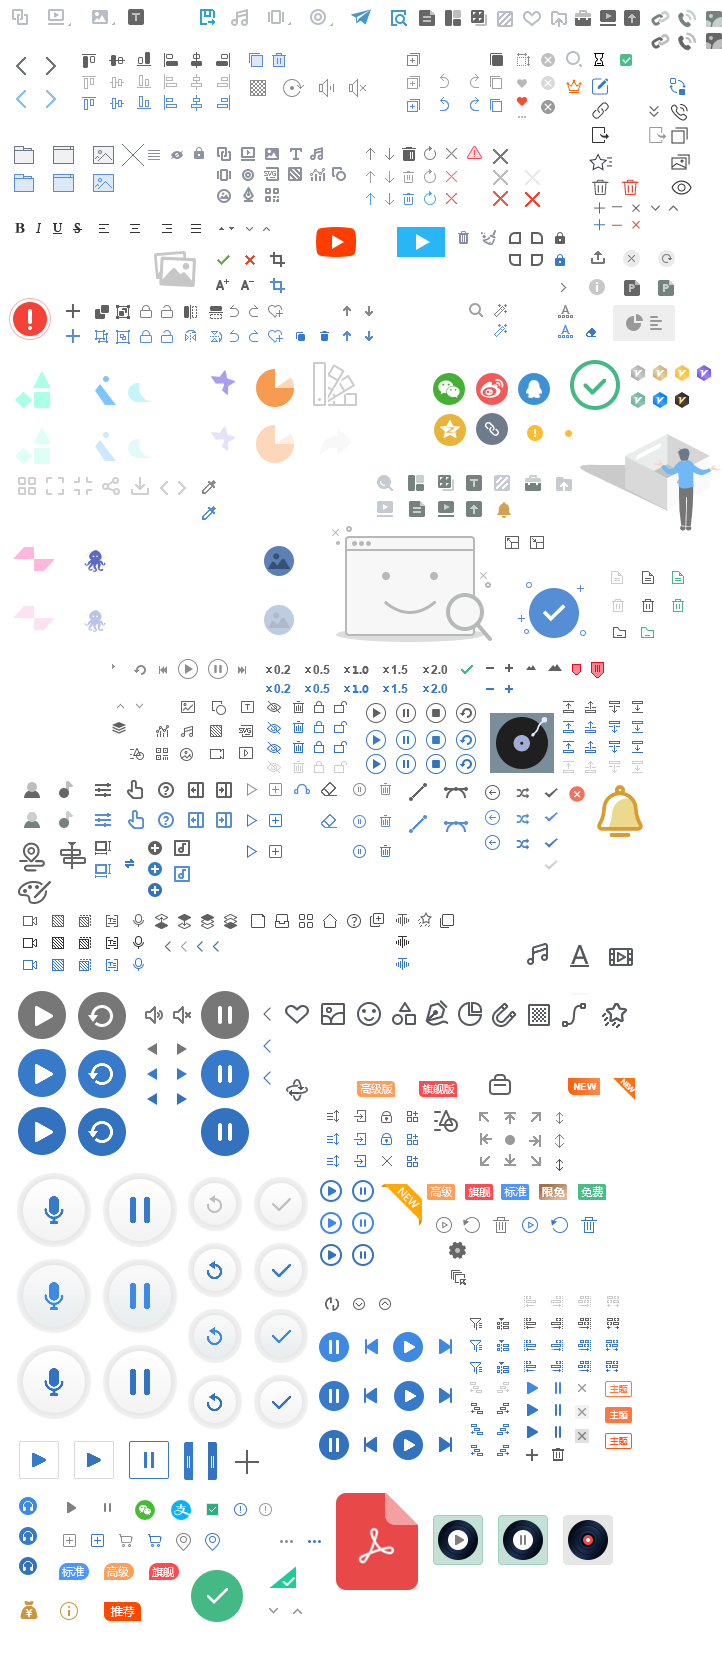 B I U S
A+ A-
A
A
x0.2 x0.5 x1.0 x1.5 x2.0
x0.2 x0.5 x1.0 x1.5 x2.0
A
高级版 旗舰版 NEW NEW
NEW 高级 旗舰 标准 限免 免费
主题
主题
主题
标准 高级 旗舰
推荐